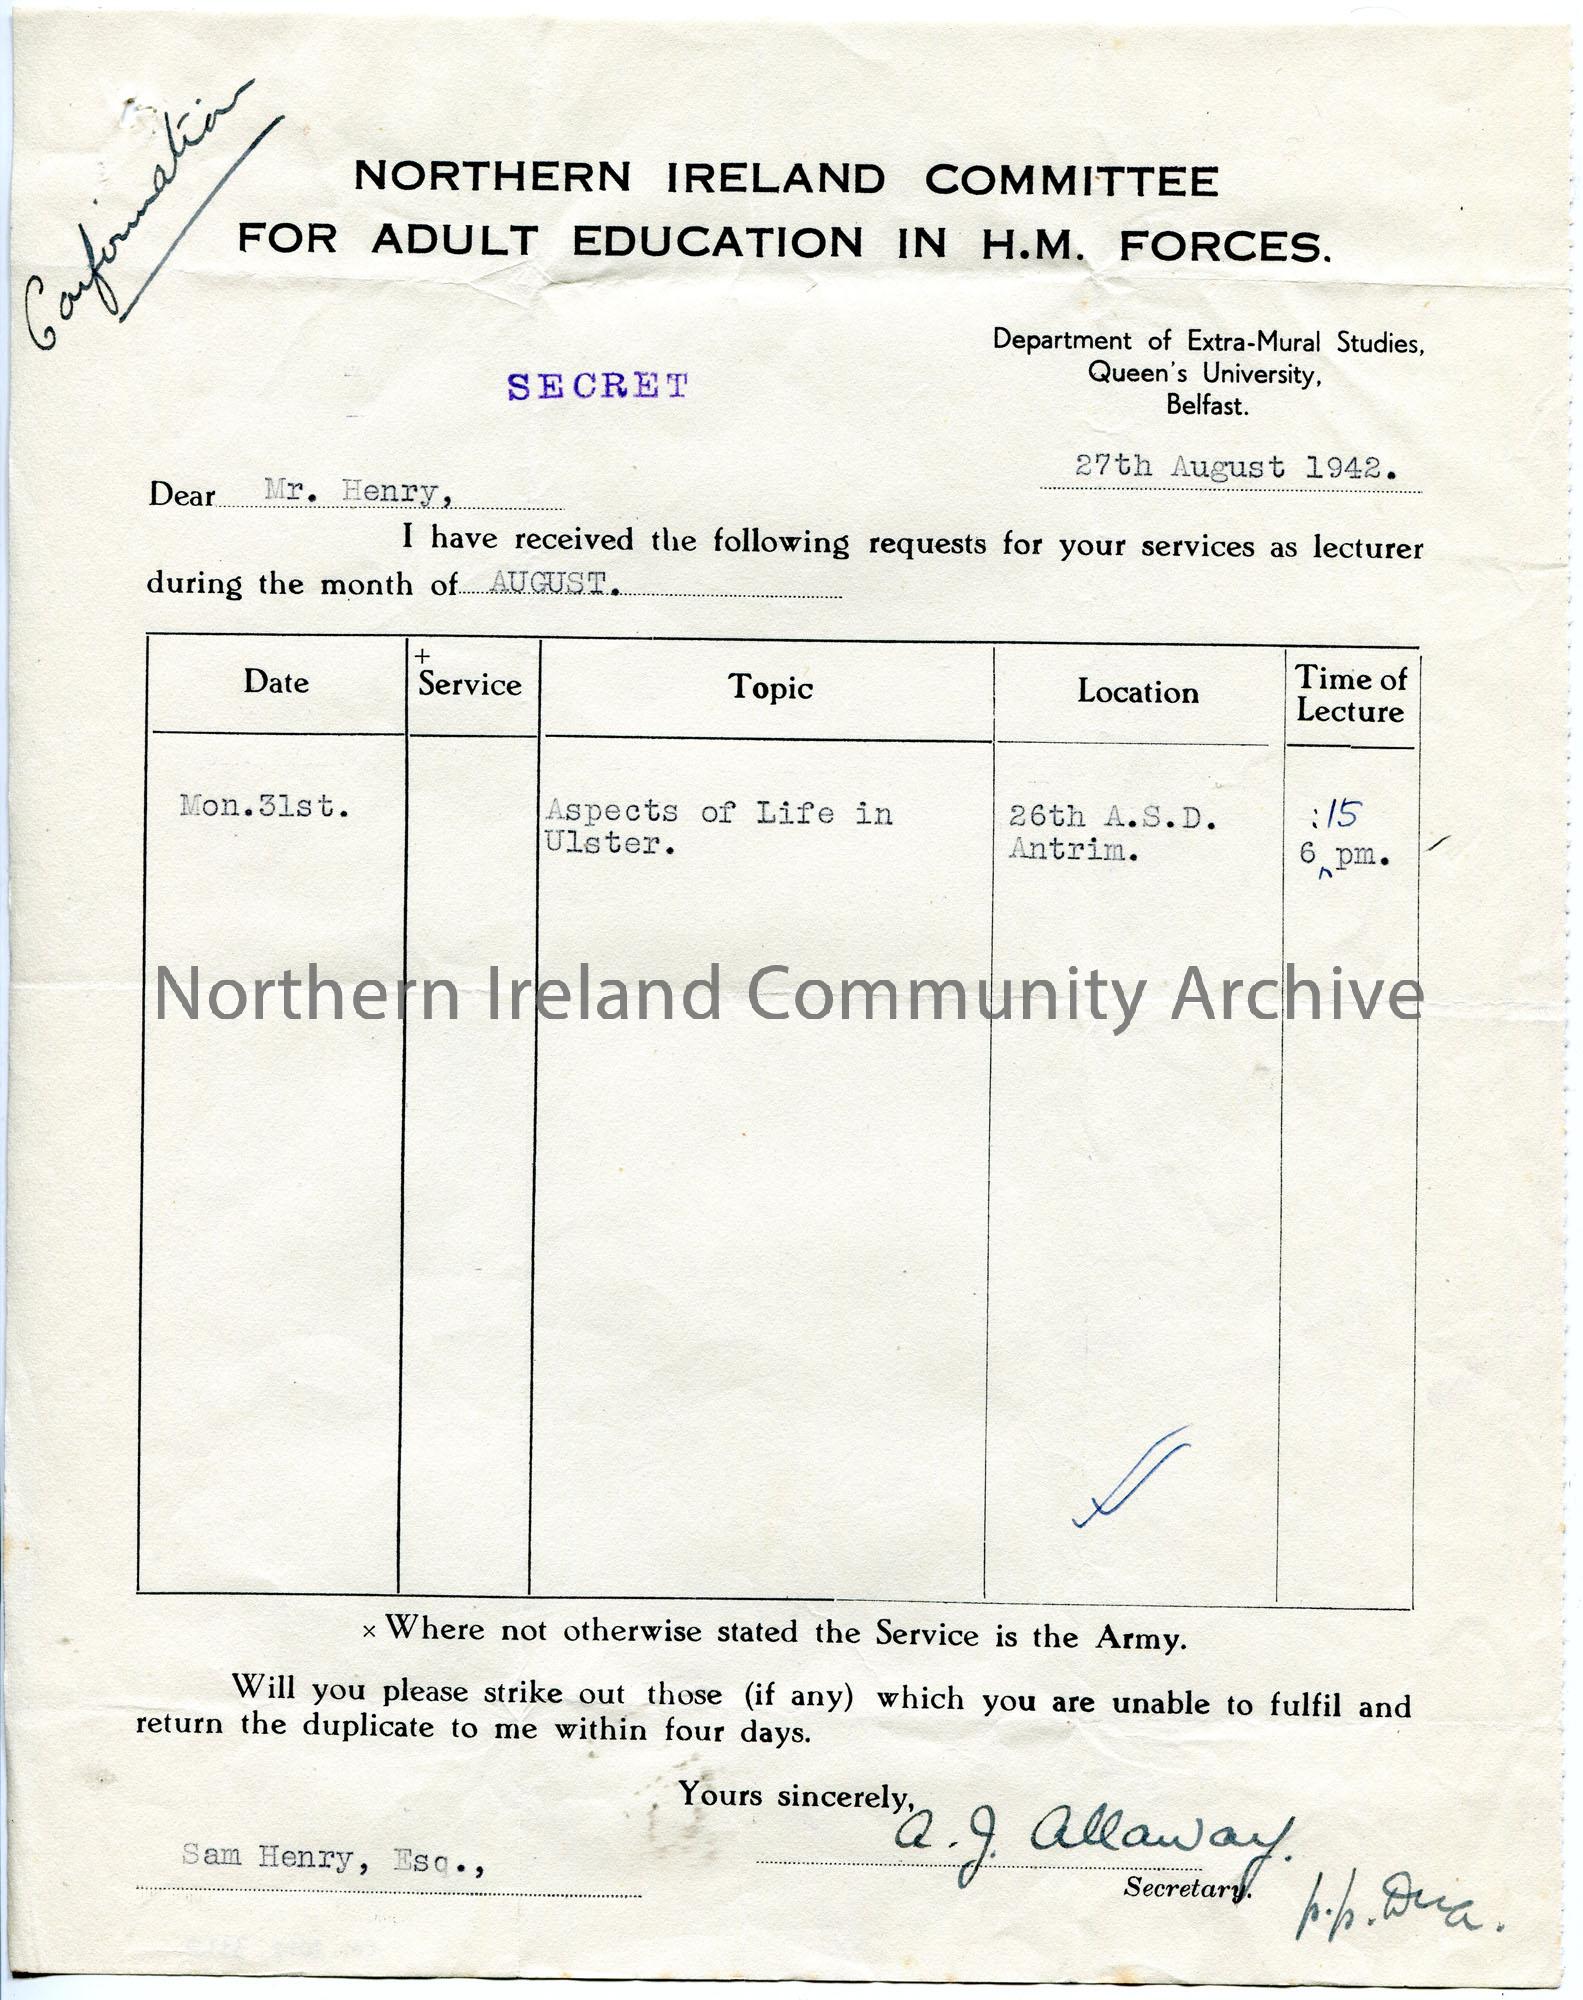 Confirmation
NORTHERN IRELAND COMMITTEE
FOR ADULT EDUCATION IN H.M. FORCES.
Department of Extra-Mural Studies,
Queen's University,
Belfast.
SECRET
27th August 1942.
Dear Mr. Henry,
I have received the following requests for your services as lecturer
during the month of AUGUST.
Date + Service Topic Location Time of
Lecture
Mon.31st. Aspects of Life in 26th A.S.D. :15
Ulster. Antrim. 6 pm.
Northern Ireland Community Archive
× Where not otherwise stated the Service is the Army.
Will you please strike out those (if any) which you are unable to fulfil and
return the duplicate to me within four days.
Yours sincerely,
A. J. Allaway.
Sam Henry, Esq.,
Secretary.
p.p.